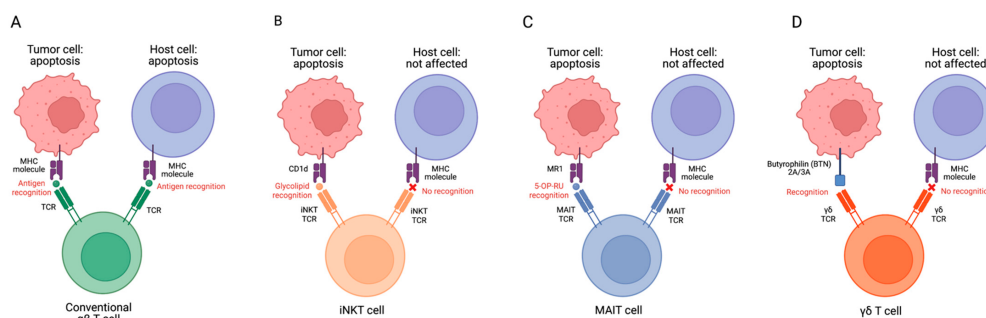 A
Tumor cell:
apoptosis
Host cell:
apoptosis
MHC
molecule
MHC
molecule
Antigen
recognition
Antigen recognition
TCR
TCR
Conventional
αβ T cell
B
Tumor cell:
apoptosis
Host cell:
not affected
CD1d
MHC
molecule
Glycolipid
recognition
No recognition
iNKT
TCR
iNKT
TCR
iNKT cell
C
Tumor cell:
apoptosis
Host cell:
not affected
MR1
MHC
molecule
5-OP-RU
recognition
No recognition
MAIT
TCR
MAIT
TCR
MAIT cell
D
Tumor cell:
apoptosis
Host cell:
not affected
Butyrophilin (BTN)
2A/3A
MHC
molecule
Recognition
No recognition
γδ
TCR
γδ
TCR
γδ T cell